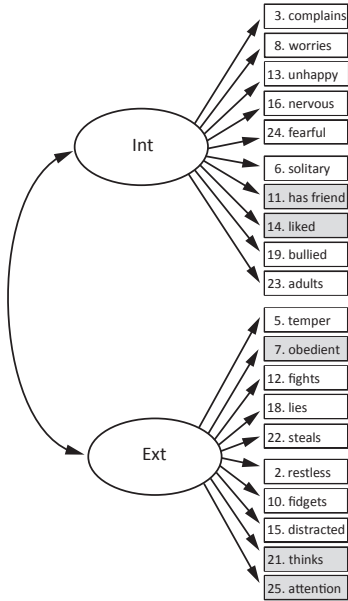 3. complains
8. worries
13. unhappy
16. nervous
24. fearful
Int
6. solitary
11. has friend
14. liked
19. bullied
23. adults
5. temper
7. obedient
12. fights
18. lies
22. steals
Ext
2. restless
10. fidgets
15. distracted
21. thinks
25. attention